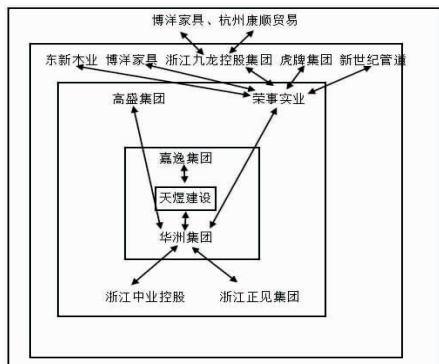 博洋家具、杭州康顺贸易
东新木业 博洋家具 浙江九龙控股集团 虎牌集团 新世纪管道
高盛集团 荣事实业
嘉逸集团
天煜建设
华洲集团
浙江中业控股 浙江正见集团